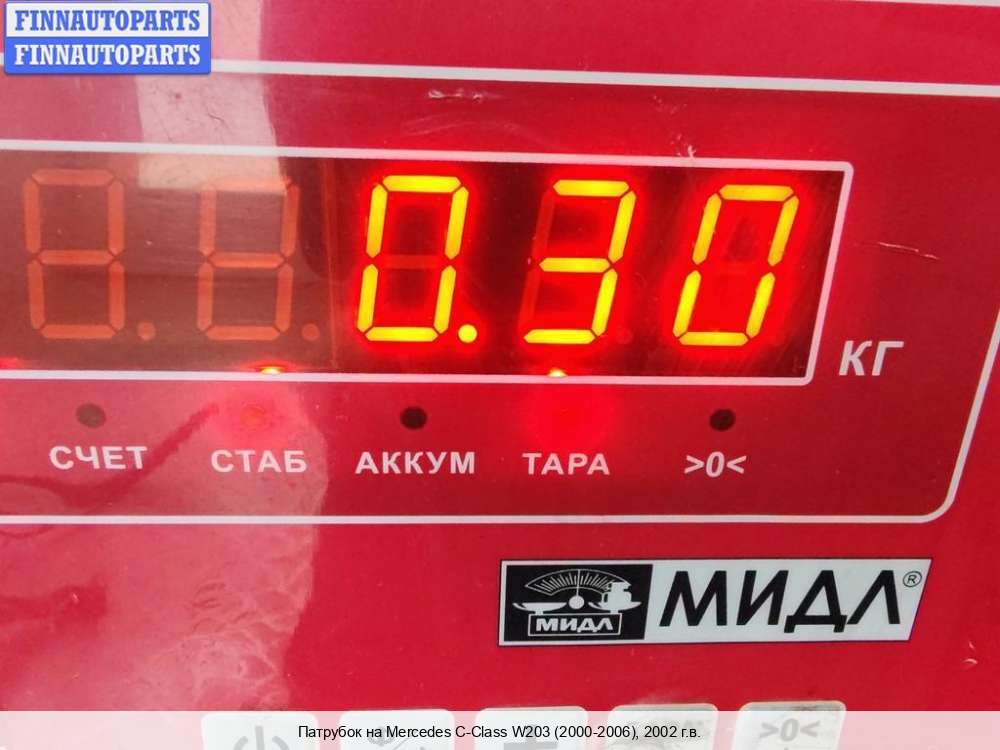 FINNAUTOPARTS
FINNAUTOPARTS
0.30
КГ
СЧЕТ СТАБ АККУМ ТАРА >0<
МИДЛ МИДЛ®
>0<
Патрубок на Mercedes C-Class W203 (2000-2006), 2002 г.в.